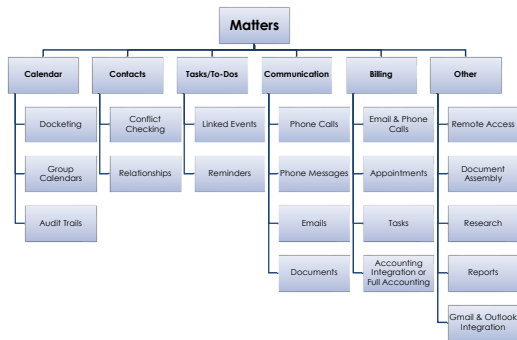 Matters
Calendar
Contacts
Tasks/To-Dos
Communication
Billing
Other
Docketing
Conflict
Checking
Linked Events
Phone Calls
Email & Phone
Calls
Remote Access
Group
Calendars
Relationships
Reminders
Phone Messages
Appointments
Document
Assembly
Audit Trails
Emails
Tasks
Research
Documents
Accounting
Integration or
Full Accounting
Reports
Gmail & Outlook
Integration